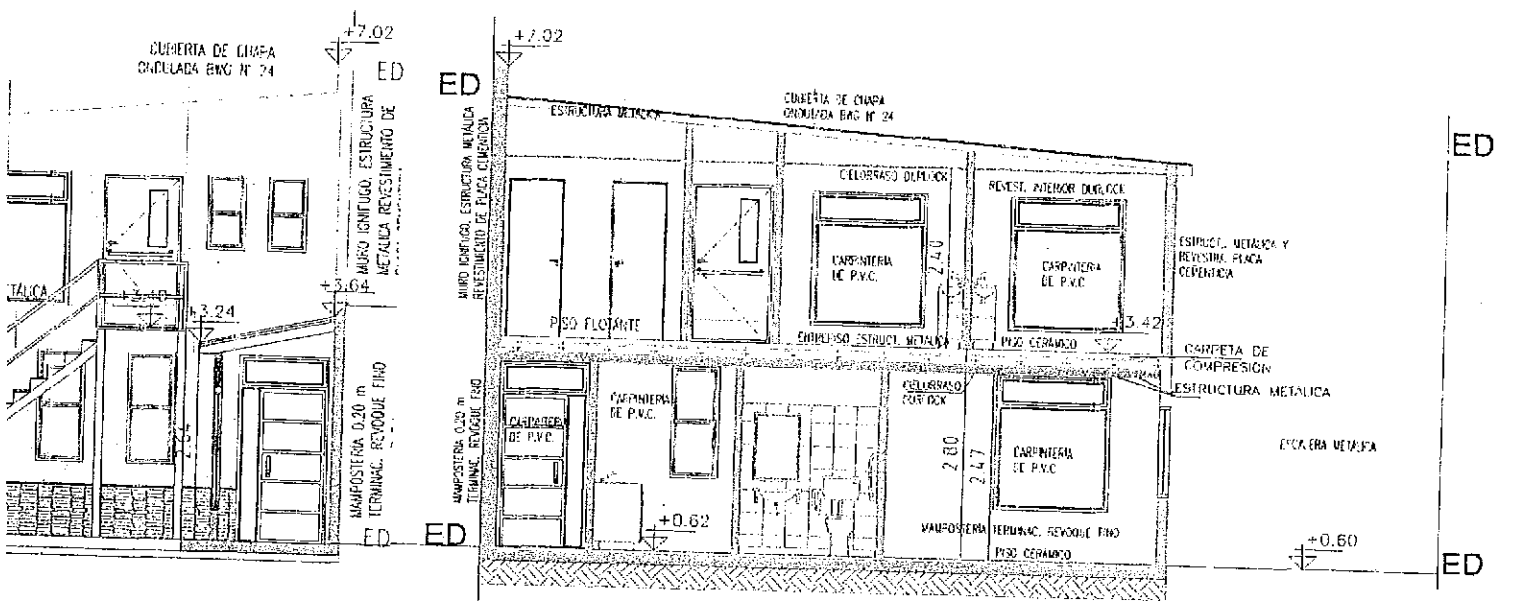 +7.02
CUBIERTA DE CHAPA
ONDULADA BWG N° 24
ED
MURO IGNIFUGO. ESTRUCTURA
METALICA REVESTIMIENTO DE
+3.64
+3.24
MAMPOSTERIA 0.20 m
TERMINAC. REVOQUE FINO
ED
+7.02
ED
CUBIERTA DE CHAPA
ONDULADA BWG N° 24
ESTRUCTURA METALICA
MURO IGNIFUGO. ESTRUCTURA METALICA
REVESTIMIENTO DE PLACA CEMENTICIA
CIELORRASO DURLOCK
REVEST. INTERIOR DURLOCK
ED
CARPINTERIA
DE P.V.C.
2.40
CARPINTERIA
DE P.V.C
ESTRUCT. METALICA Y
REVESTIM. PLACA
CEMENTICIA
PISO FLOTANTE
ENTREPISO ESTRUCT. METALICA
PISO CERAMICO
3.42
CARPETA DE
COMPRESION
ESTRUCTURA METALICA
CIELORRASO
DURLOCK
MAMPOSTERIA 0.20 m
TERMINAC. REVOQUE FINO
CARPINTERIA
DE P.V.C.
CARPINTERIA
DE P.V.C.
2.80
2.47
CARPINTERIA
DE P.V.C
ESCALERA METALICA
+0.62
MAMPOSTERIA TERMINAC. REVOQUE FINO
PISO CERAMICO
+0.60
ED
ED